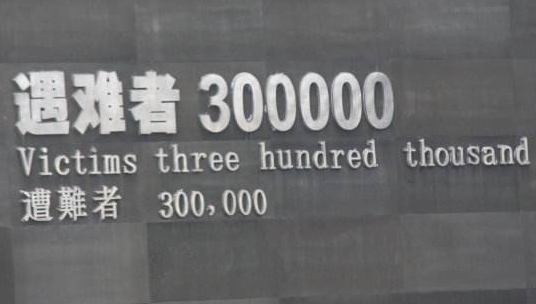 遇难者 300000
Victims three hundred thousand
遭難者 300,000